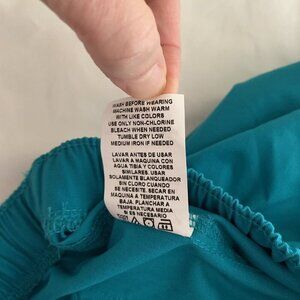 WASH BEFORE WEARING
MACHINE WASH WARM
WITH LIKE COLORS
USE ONLY NON-CHLORINE
BLEACH WHEN NEEDED
TUMBLE DRY LOW
MEDIUM IRON IF NEEDED
LAVAR ANTES DE USAR
LAVAR A MAQUINA CON
AGUA TIBIA Y COLORES
SIMILARES. USAR
SOLAMENTE BLANQUEADOR
SIN CLORO CUANDO
SE NECESITE SECAR EN
MAQUINA A TEMPERATURA
BAJA. PLANCHAR A
TEMPERATURA MEDIA
SI ES NECESARIO